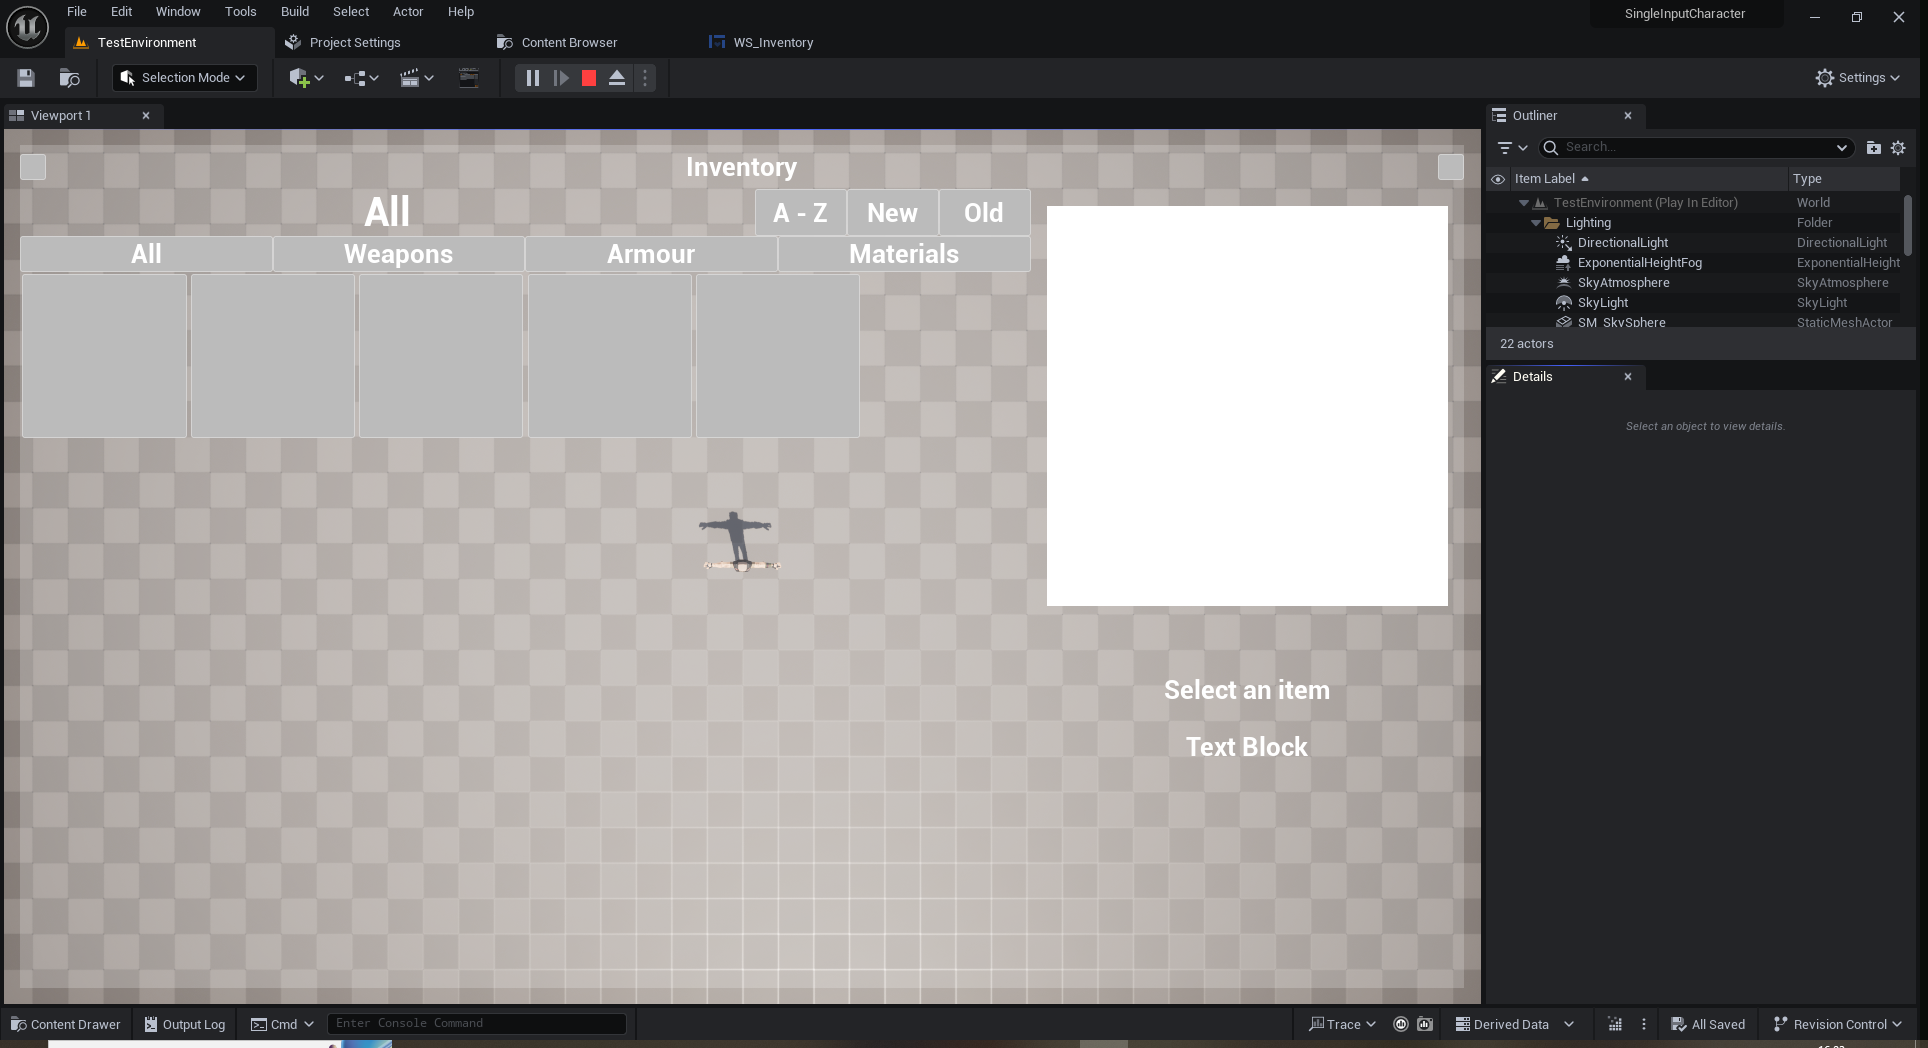 File Edit Window Tools Build Select Actor Help
SingleInputCharacter
TestEnvironment Project Settings Content Browser WS_Inventory
Selection Mode
Settings
Viewport 1
Outliner
Search...
Item Label Type
TestEnvironment (Play In Editor) World
Lighting Folder
DirectionalLight DirectionalLight
ExponentialHeightFog ExponentialHeight
SkyAtmosphere SkyAtmosphere
SkyLight SkyLight
SM_SkySphere StaticMeshActor
22 actors
Details
Select an object to view details.
Inventory
All
A - Z New Old
All Weapons Armour Materials
Select an item
Text Block
Content Drawer Output Log Cmd Enter Console Command Trace Derived Data All Saved Revision Control